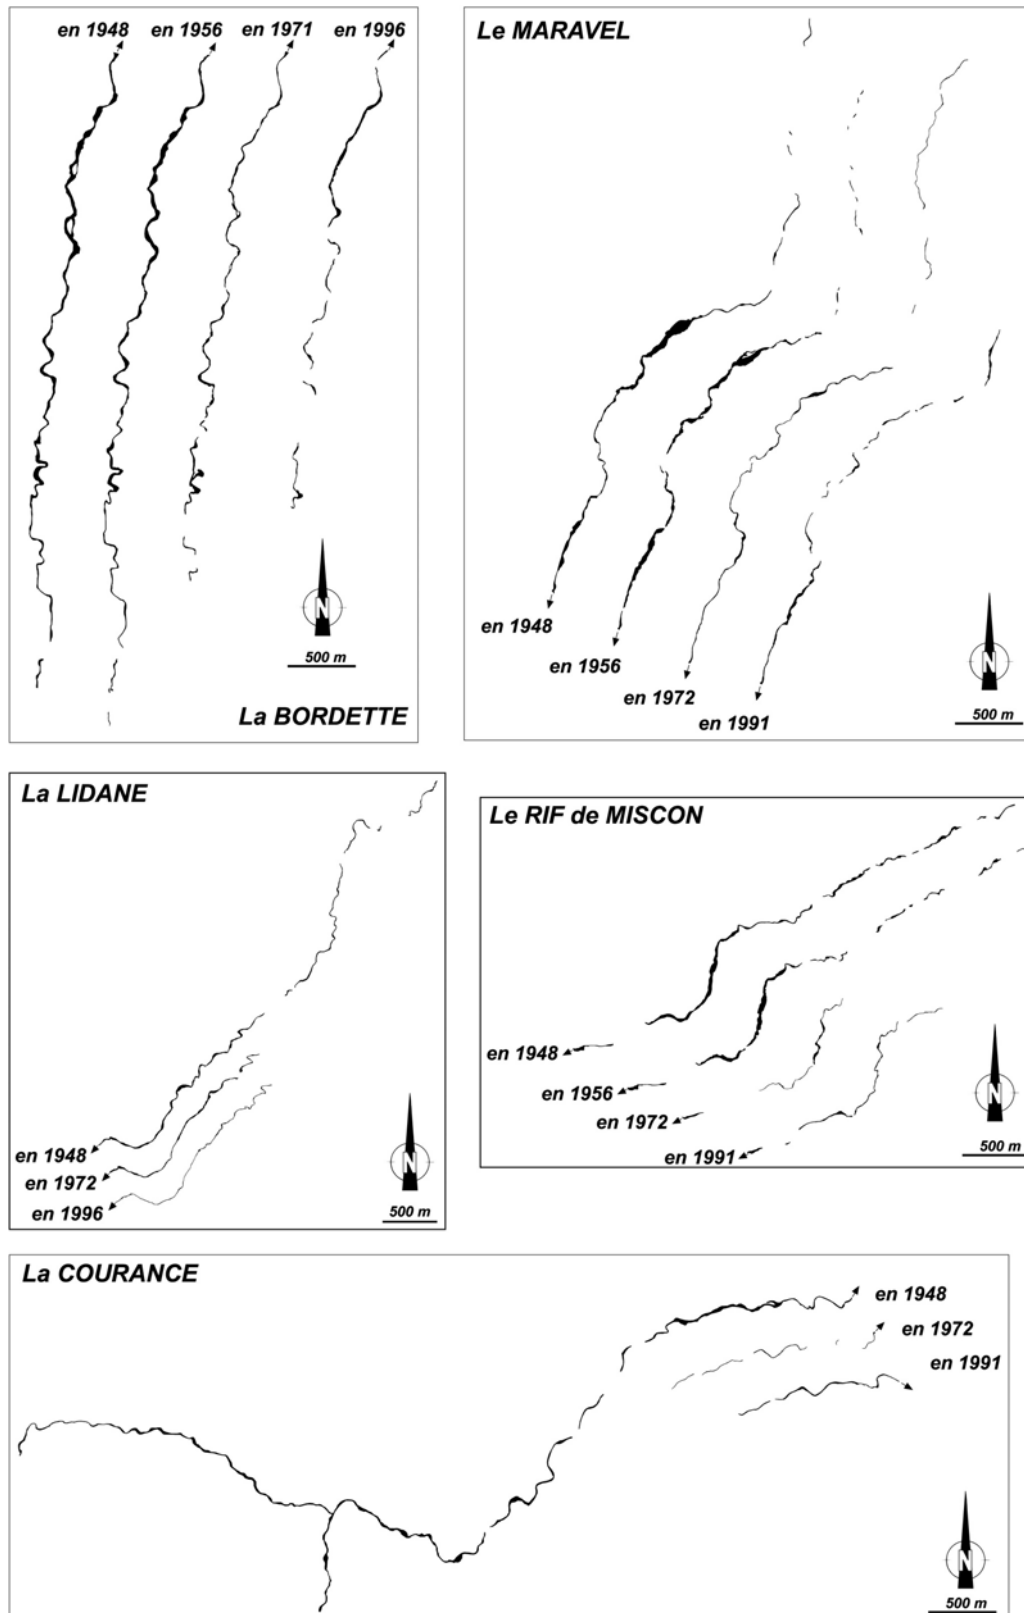 en 1948 en 1956 en 1971 en 1996
N
500 m
La BORDETTE
Le MARAVEL
en 1948
en 1956
en 1972
en 1991
N
500 m
La LIDANE
en 1948
en 1972
en 1996
N
500 m
Le RIF de MISCON
en 1948
en 1956
en 1972
en 1991
N
500 m
La COURANCE
en 1948
en 1972
en 1991
N
500 m